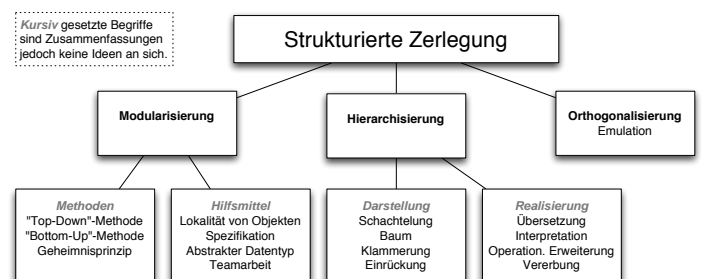 Kursiv gesetzte Begriffe
sind Zusammenfassungen
jedoch keine Ideen an sich.
Strukturierte Zerlegung
Modularisierung
Hierarchisierung
Orthogonalisierung
Emulation
Methoden
"Top-Down"-Methode
"Bottom-Up"-Methode
Geheimnisprinzip
Hilfsmittel
Lokalität von Objekten
Spezifikation
Abstrakter Datentyp
Teamarbeit
Darstellung
Schachtelung
Baum
Klammerung
Einrückung
Realisierung
Übersetzung
Interpretation
Operation. Erweiterung
Vererbung